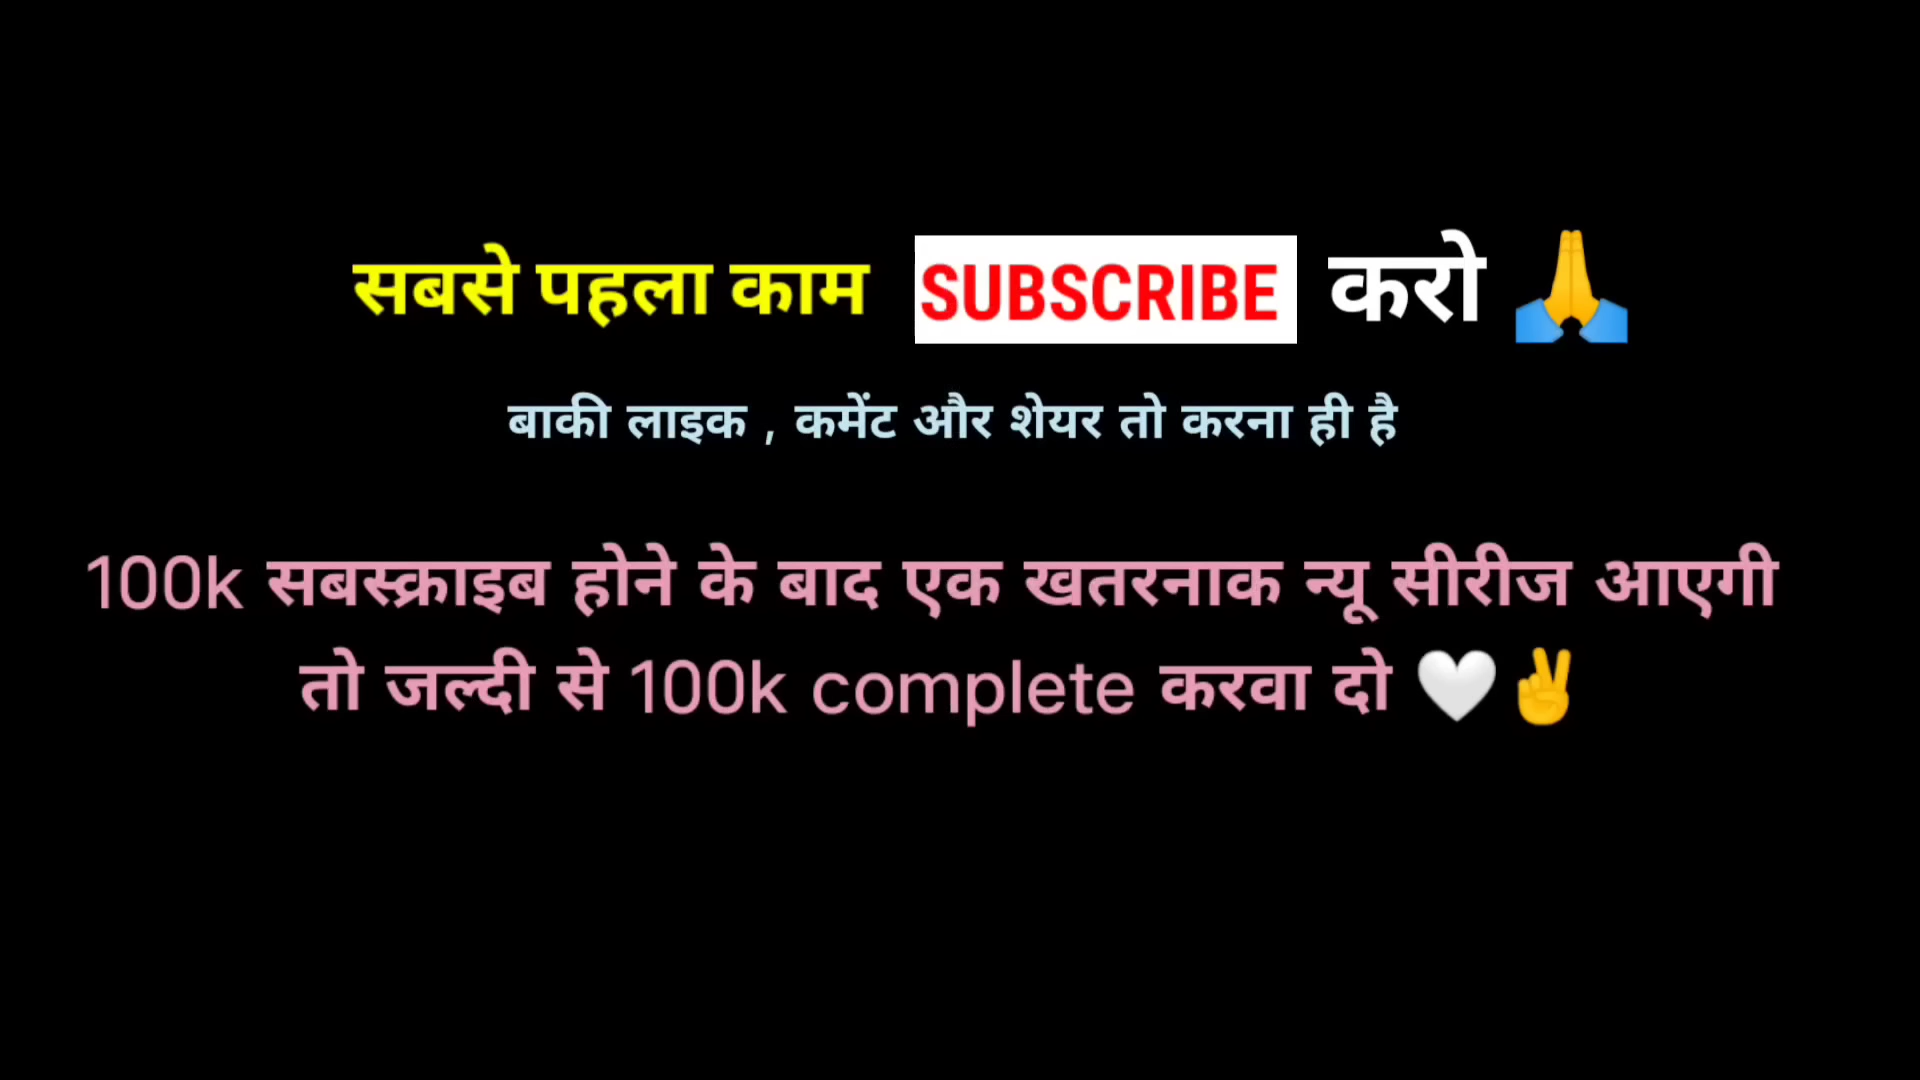 सबसे पहला काम SUBSCRIBE करो 🙏
बाकी लाइक , कमेंट और शेयर तो करना ही है
100k सबस्क्राइब होने के बाद एक खतरनाक न्यू सीरीज आएगी
तो जल्दी से 100k complete करवा दो 🤍✌️